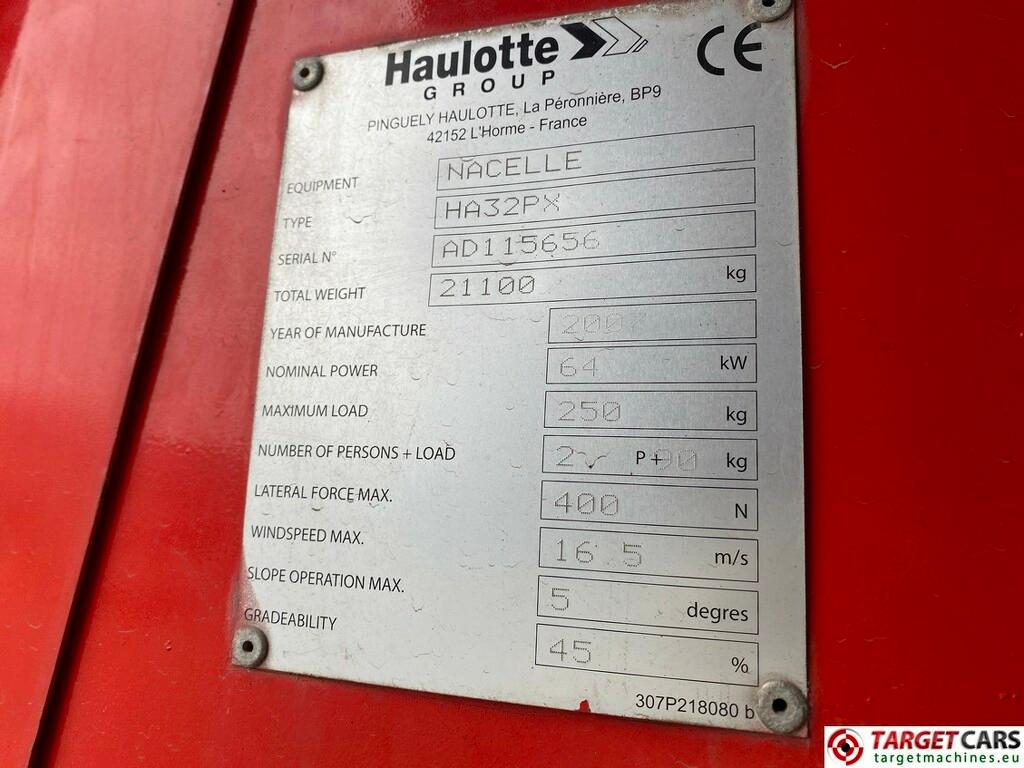 Haulotte
GROUP
CE
PINGUELY HAULOTTE, La Péronnière, BP9
42152 L'Horme - France
EQUIPMENT NACELLE
TYPE HA32PX
SERIAL N° AD115656
TOTAL WEIGHT 21100 kg
YEAR OF MANUFACTURE
NOMINAL POWER 64 kW
MAXIMUM LOAD 250 kg
NUMBER OF PERSONS + LOAD 2 P + 90 kg
LATERAL FORCE MAX. 400 N
WINDSPEED MAX. 16.5 m/s
SLOPE OPERATION MAX. 5 degres
GRADEABILITY 45 %
307P218080 b
TARGETCARS
targetmachines.eu